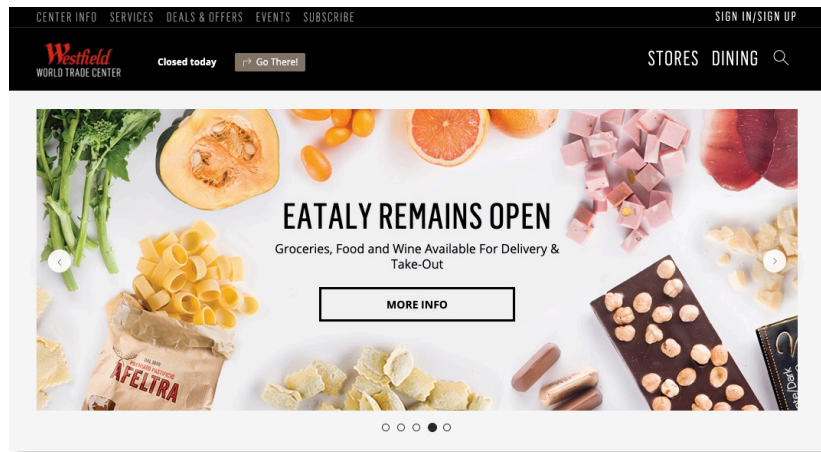 CENTER INFO SERVICES DEALS & OFFERS EVENTS SUBSCRIBE SIGN IN/SIGN UP
Westfield
WORLD TRADE CENTER
Closed today Go There! STORES DINING
EATALY REMAINS OPEN
Groceries, Food and Wine Available For Delivery &
Take-Out
MORE INFO
AFELTRA